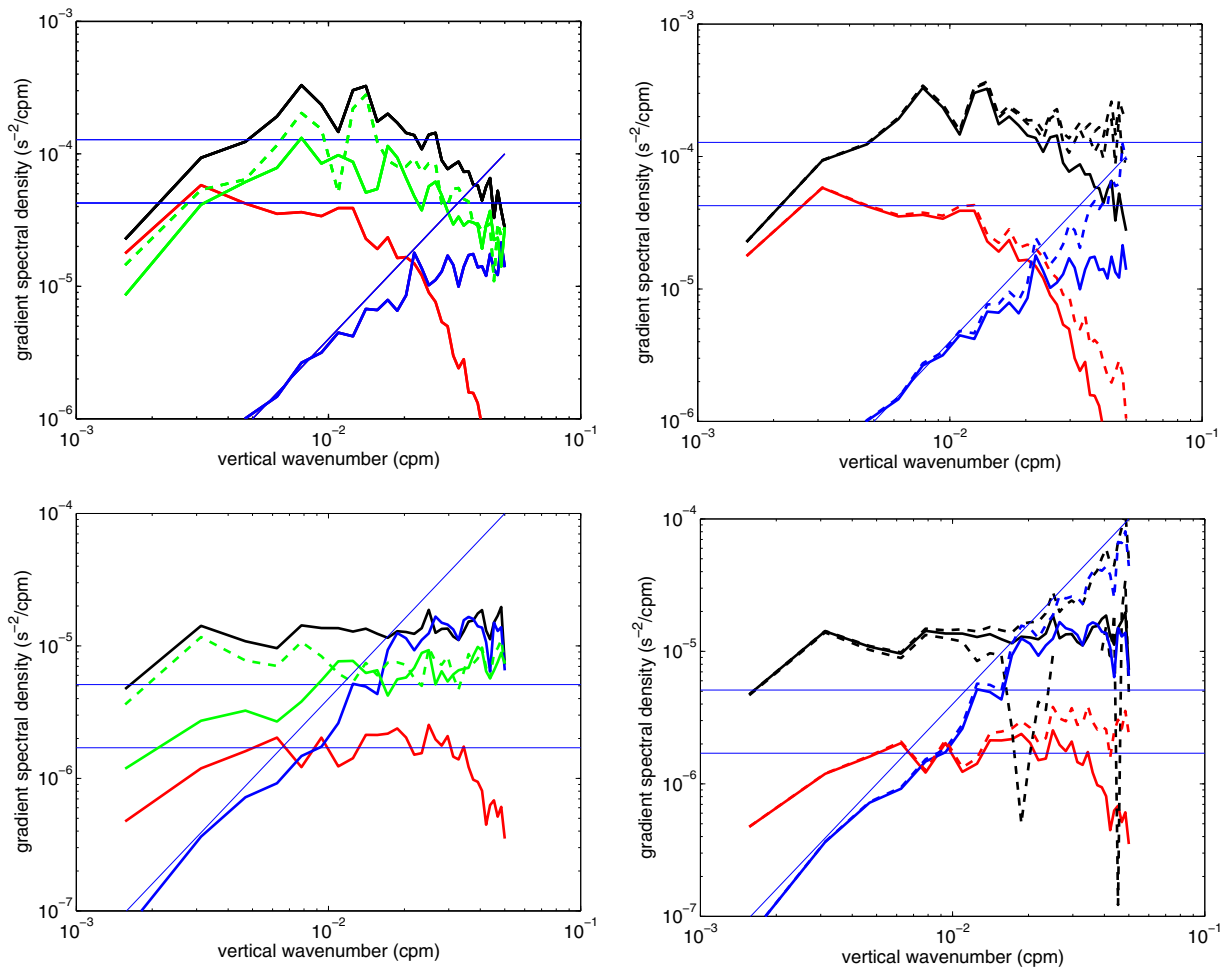 10⁻³
10⁻⁴
10⁻⁵
10⁻⁶
gradient spectral density (s⁻²/cpm)
10⁻³ 10⁻² 10⁻¹
vertical wavenumber (cpm)
10⁻³
10⁻⁴
10⁻⁵
10⁻⁶
gradient spectral density (s⁻²/cpm)
10⁻³ 10⁻² 10⁻¹
vertical wavenumber (cpm)
10⁻⁴
10⁻⁵
10⁻⁶
10⁻⁷
gradient spectral density (s⁻²/cpm)
10⁻³ 10⁻² 10⁻¹
vertical wavenumber (cpm)
10⁻⁴
10⁻⁵
10⁻⁶
10⁻⁷
gradient spectral density (s⁻²/cpm)
10⁻³ 10⁻² 10⁻¹
vertical wavenumber (cpm)